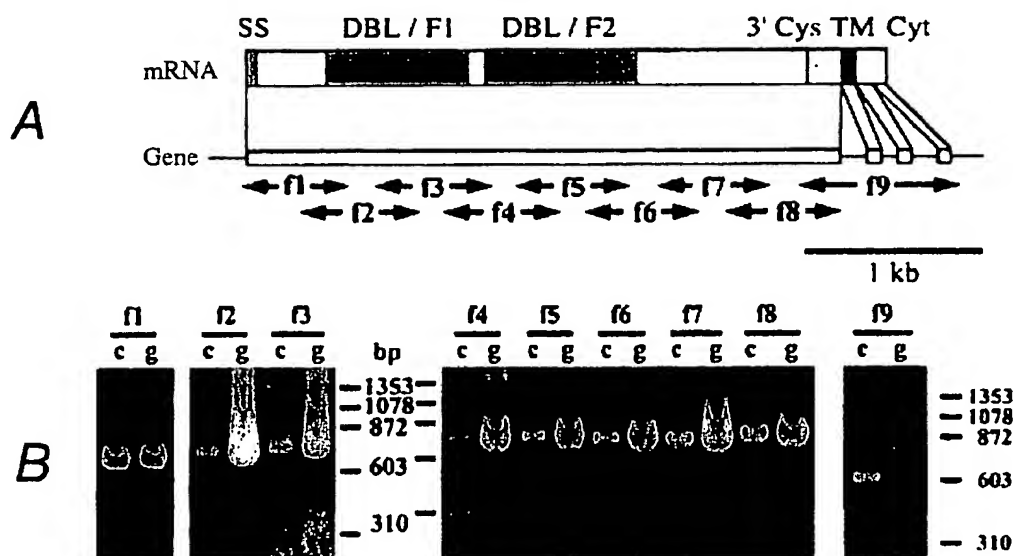 A
SS DBL / F1 DBL / F2 3' Cys TM Cyt
mRNA
Gene
f1 f3 f5 f7 f9
f2 f4 f6 f8
1 kb
B
f1 f2 f3 f4 f5 f6 f7 f8 f9
c g c g c g bp c g c g c g c g c g c g
1353 1353
1078 1078
872 872
603 603
310 310